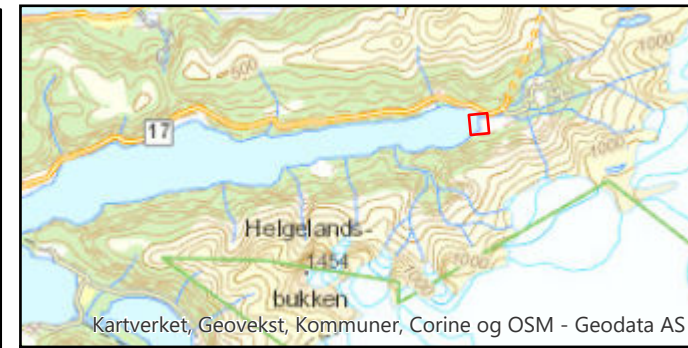 500
1000
17
1000
Helgelands-
1454
1000
bukken
Kartverket, Geovekst, Kommuner, Corine og OSM - Geodata AS